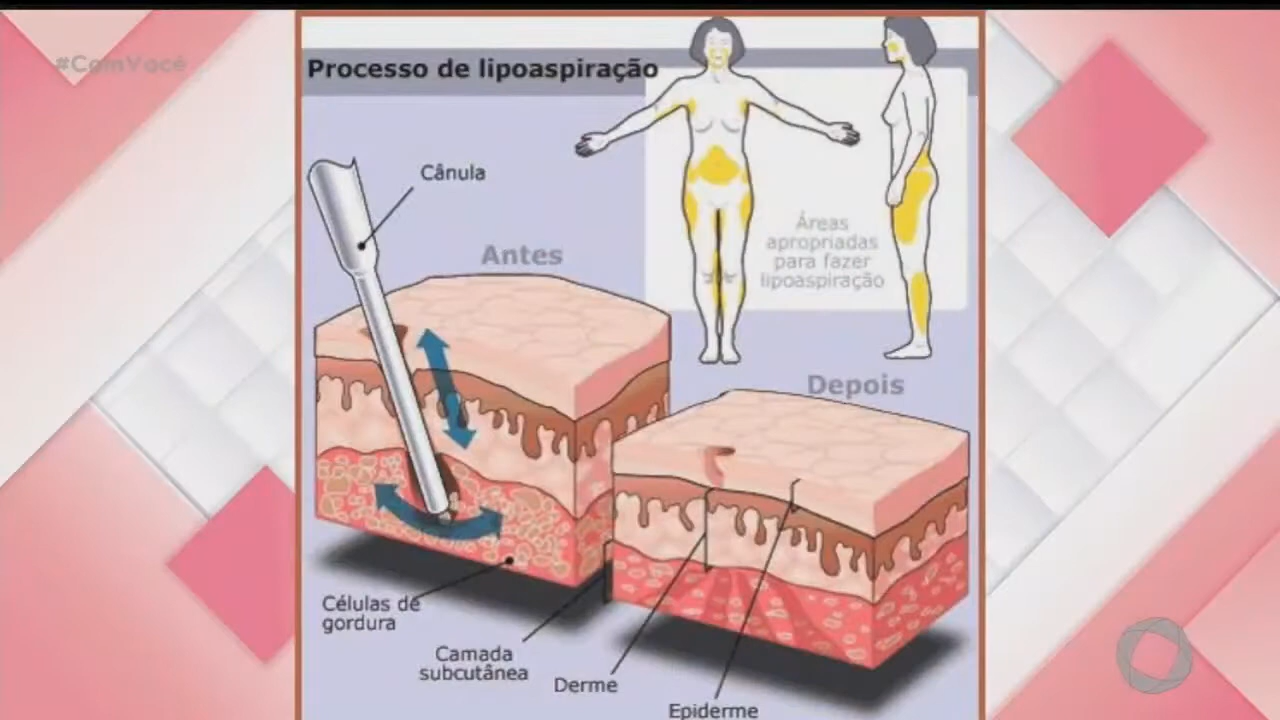 #ComVocê
Processo de lipoaspiração
Cânula
Antes
Áreas
apropriadas
para fazer
lipoaspiração
Depois
Células de
gordura
Camada
subcutânea
Derme
Epiderme